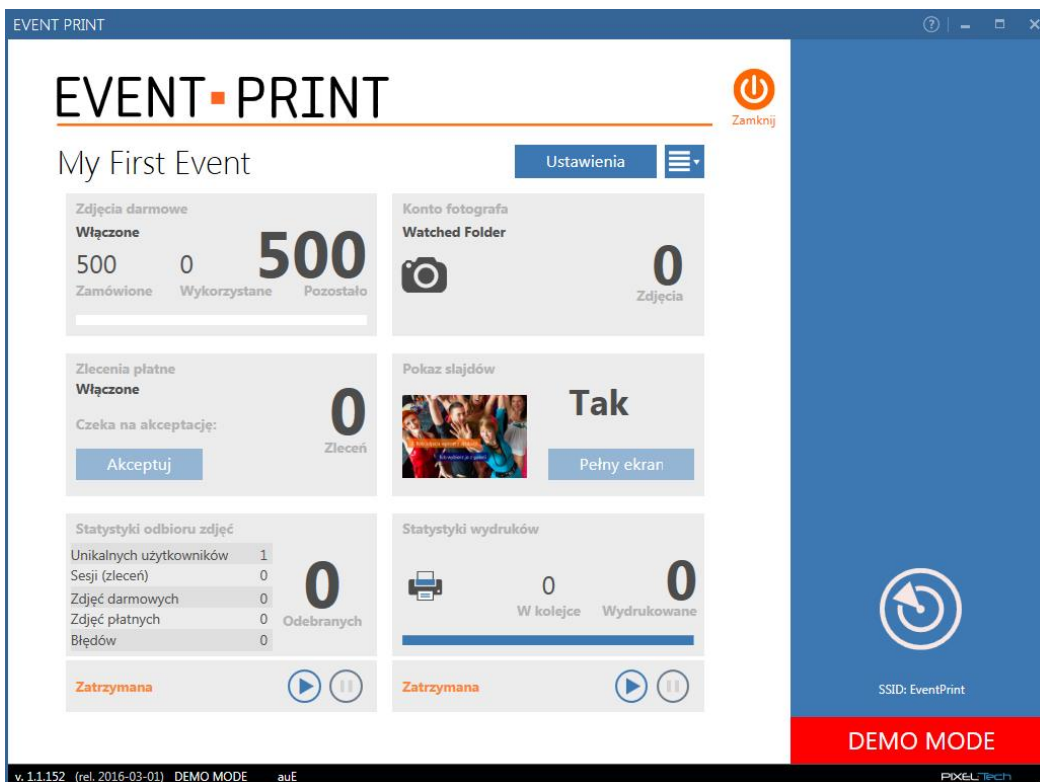 EVENT PRINT
EVENT PRINT
Zamknij
My First Event
Ustawienia
Zdjęcia darmowe
Włączone
500 0 500
Zamówione Wykorzystane Pozostało
Konto fotografa
Watched Folder
0
Zdjęcia
Zlecenia płatne
Włączone
Czeka na akceptację:
0
Zleceń
Akceptuj
Pokaz slajdów
Tak
Pełny ekran
Statystyki odbioru zdjęć
Unikalnych użytkowników 1
Sesji (zleceń) 0
Zdjęć darmowych 0
Zdjęć płatnych 0
Błędów 0
0
Odebranych
Statystyki wydruków
0 0
W kolejce Wydrukowane
Zatrzymana
Zatrzymana
SSID: EventPrint
DEMO MODE
v. 1.1.152 (rel. 2016-03-01) DEMO MODE auE
PIXELTech